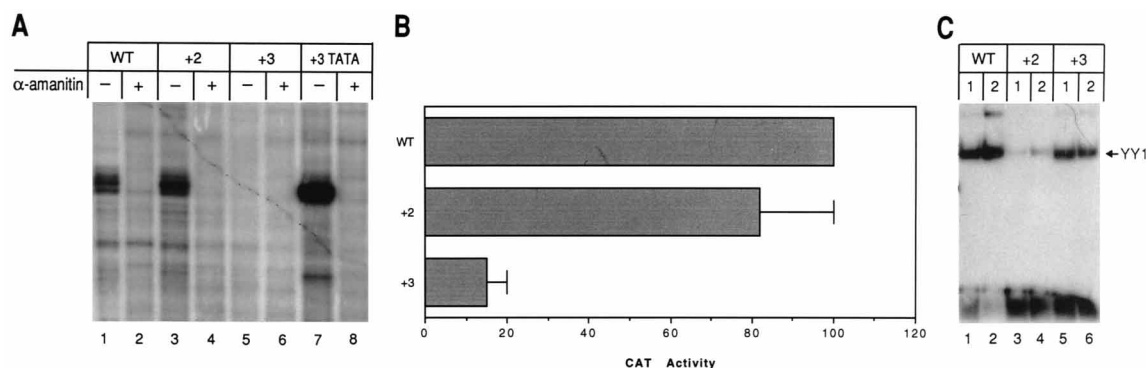 A
WT +2 +3 +3 TATA
α-amanitin − + − + − + − +
1 2 3 4 5 6 7 8
B
WT
+2
+3
0 20 40 60 80 100 120
CAT Activity
C
WT +2 +3
1 2 1 2 1 2
←YY1
1 2 3 4 5 6